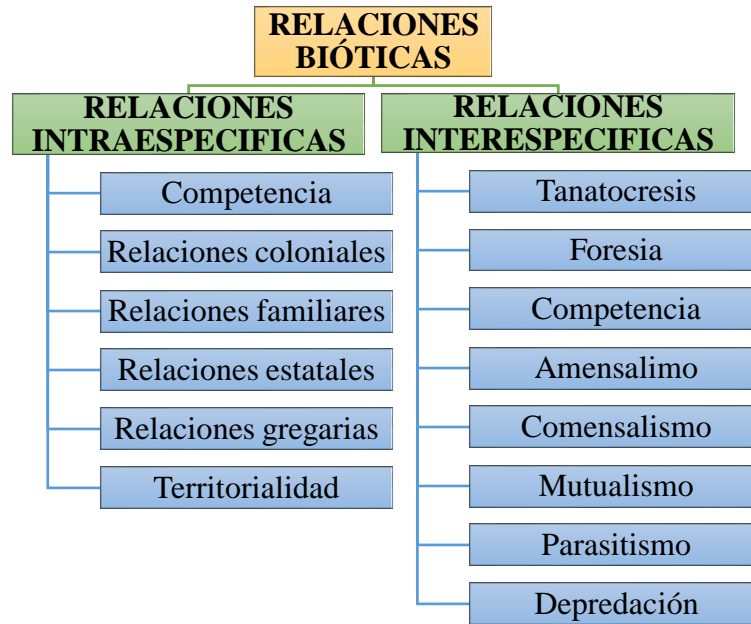 RELACIONES
BIÓTICAS
RELACIONES
INTRAESPECIFICAS
Competencia
Relaciones coloniales
Relaciones familiares
Relaciones estatales
Relaciones gregarias
Territorialidad
RELACIONES
INTERESPECIFICAS
Tanatocresis
Foresia
Competencia
Amensalimo
Comensalismo
Mutualismo
Parasitismo
Depredación